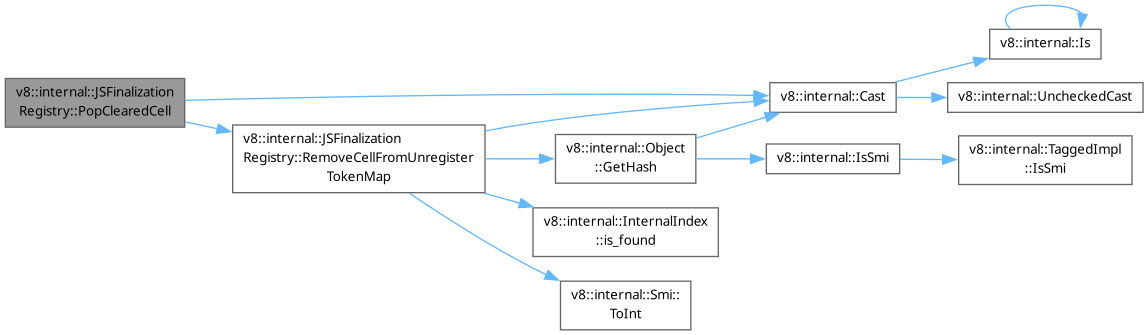 v8::internal::JSFinalization
Registry::PopClearedCell
v8::internal::JSFinalization
Registry::RemoveCellFromUnregister
TokenMap
v8::internal::Cast
v8::internal::Is
v8::internal::UncheckedCast
v8::internal::Object
::GetHash
v8::internal::IsSmi
v8::internal::TaggedImpl
::IsSmi
v8::internal::InternalIndex
::is_found
v8::internal::Smi::
ToInt